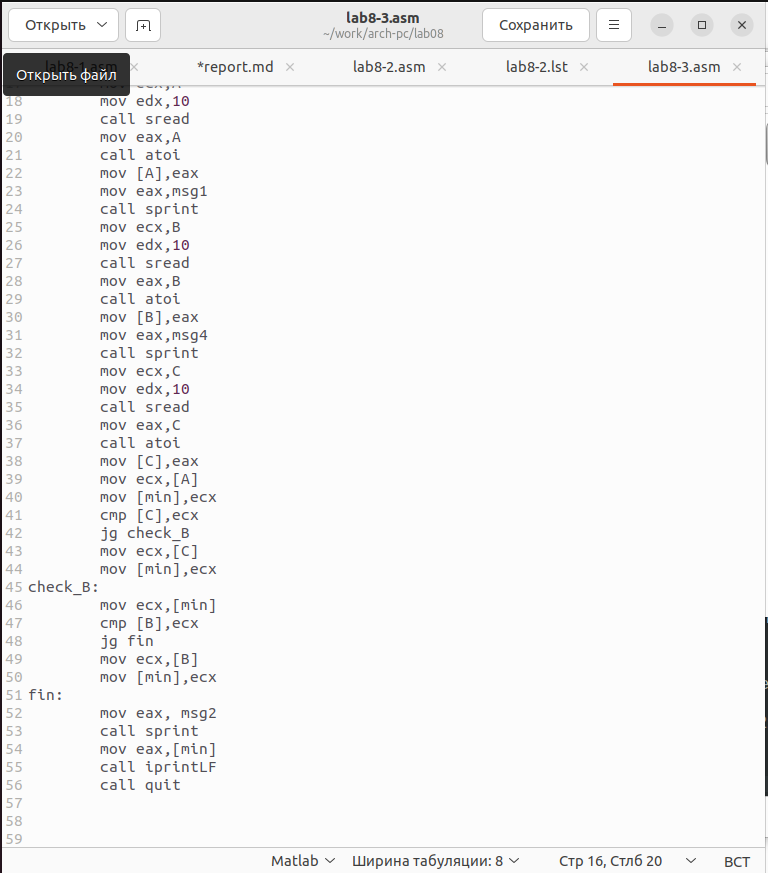 Открыть
lab8-3.asm
~/work/arch-pc/lab08
Сохранить
lab8-1.asm
*report.md
lab8-2.asm
lab8-2.lst
lab8-3.asm
Открыть файл
18 mov edx,10
19 call sread
20 mov eax,A
21 call atoi
22 mov [A],eax
23 mov eax,msg1
24 call sprint
25 mov ecx,B
26 mov edx,10
27 call sread
28 mov eax,B
29 call atoi
30 mov [B],eax
31 mov eax,msg4
32 call sprint
33 mov ecx,C
34 mov edx,10
35 call sread
36 mov eax,C
37 call atoi
38 mov [C],eax
39 mov ecx,[A]
40 mov [min],ecx
41 cmp [C],ecx
42 jg check_B
43 mov ecx,[C]
44 mov [min],ecx
45 check_B:
46 mov ecx,[min]
47 cmp [B],ecx
48 jg fin
49 mov ecx,[B]
50 mov [min],ecx
51 fin:
52 mov eax, msg2
53 call sprint
54 mov eax,[min]
55 call iprintLF
56 call quit
57
58
59
Matlab Ширина табуляции: 8 Стр 16, Стлб 20 ВСТ